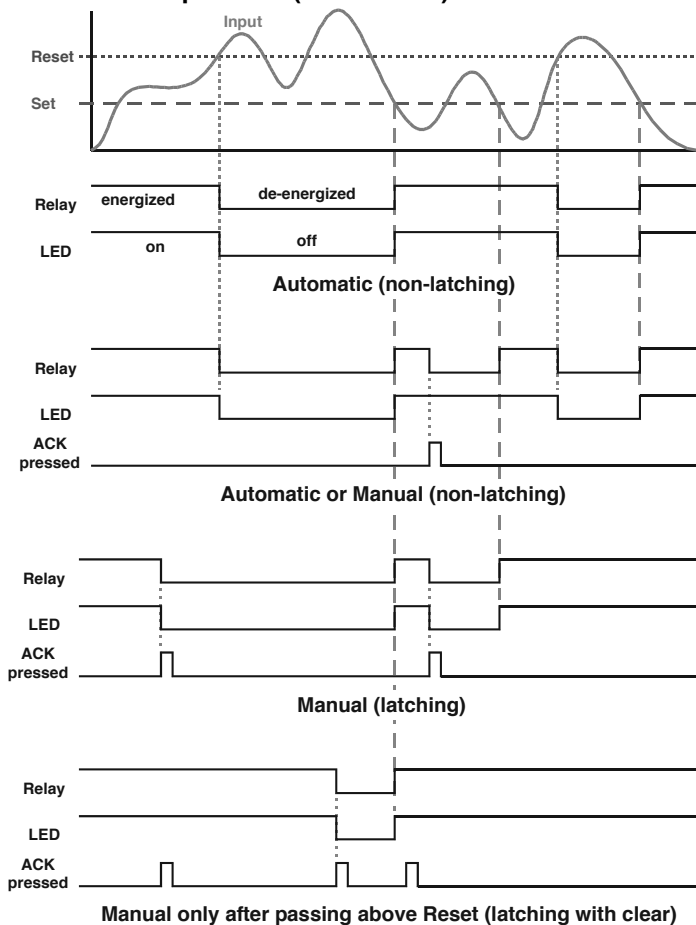 Input
Reset
Set
Relay
energized
de-energized
LED
on
off
Automatic (non-latching)
Relay
LED
ACK
pressed
Automatic or Manual (non-latching)
Relay
LED
ACK
pressed
Manual (latching)
Relay
LED
ACK
pressed
Manual only after passing above Reset (latching with clear)